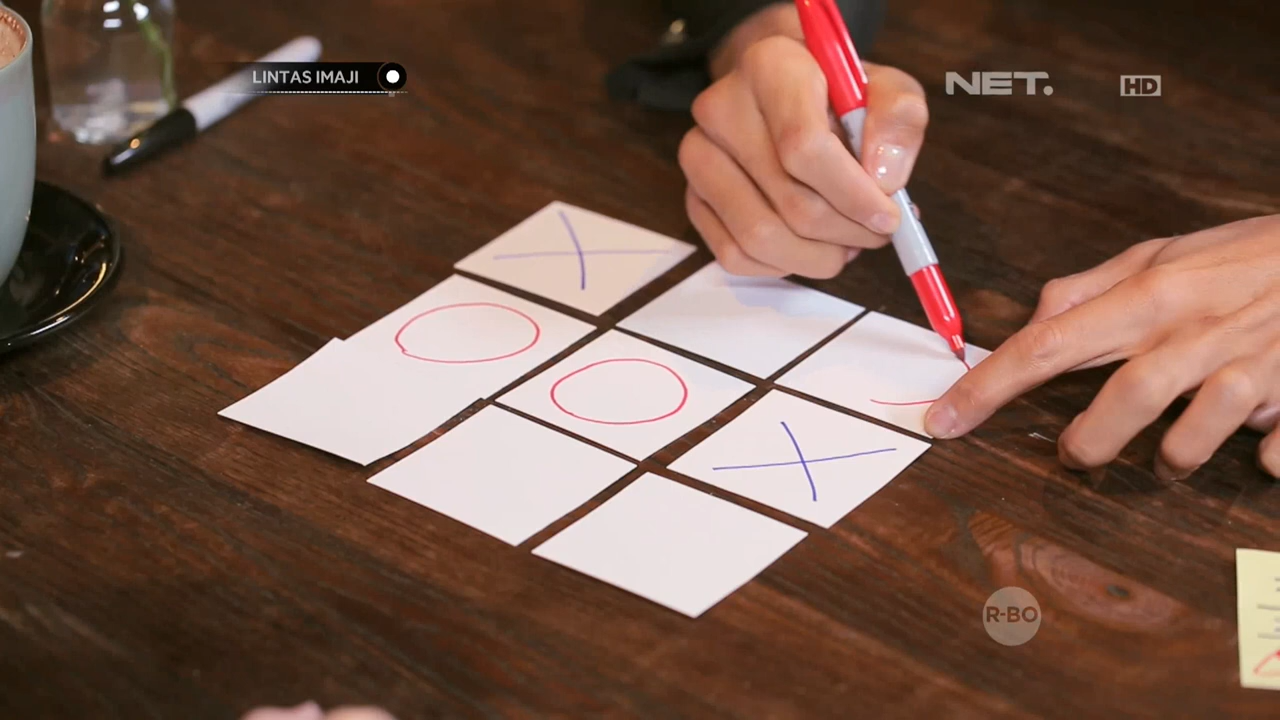 LINTAS IMAJI
NET.
HD
X
O
O
X
R-BO